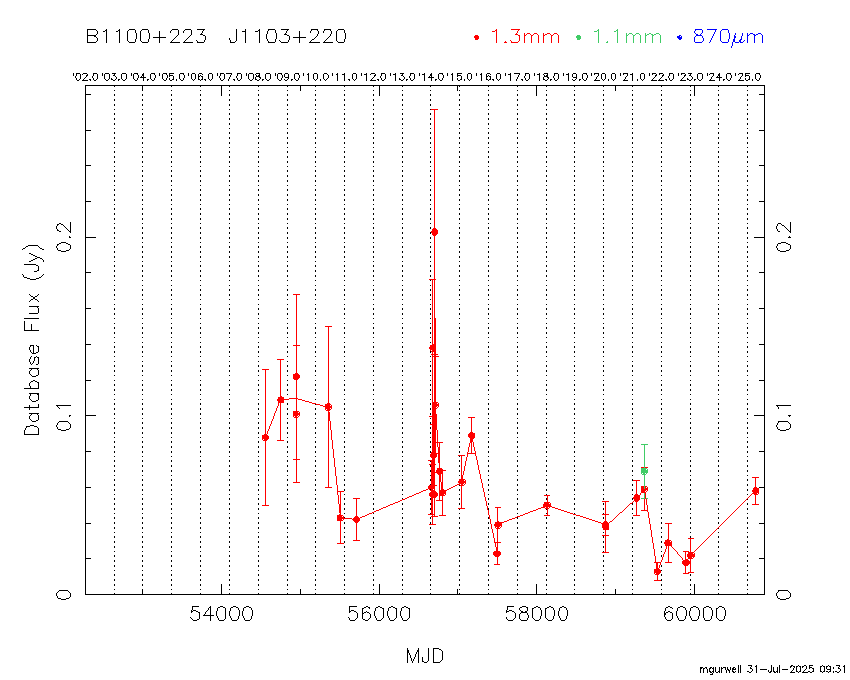 B1100+223 J1103+220 1.3mm 1.1mm 870μm
'02.0 '03.0 '04.0 '05.0 '06.0 '07.0 '08.0 '09.0 '10.0 '11.0 '12.0 '13.0 '14.0 '15.0 '16.0 '17.0 '18.0 '19.0 '20.0 '21.0 '22.0 '23.0 '24.0 '25.0
0.2 0.2
Database Flux (Jy)
0.1 0.1
0 0
54000 56000 58000 60000
MJD
mgurwell 31-Jul-2025 09:31